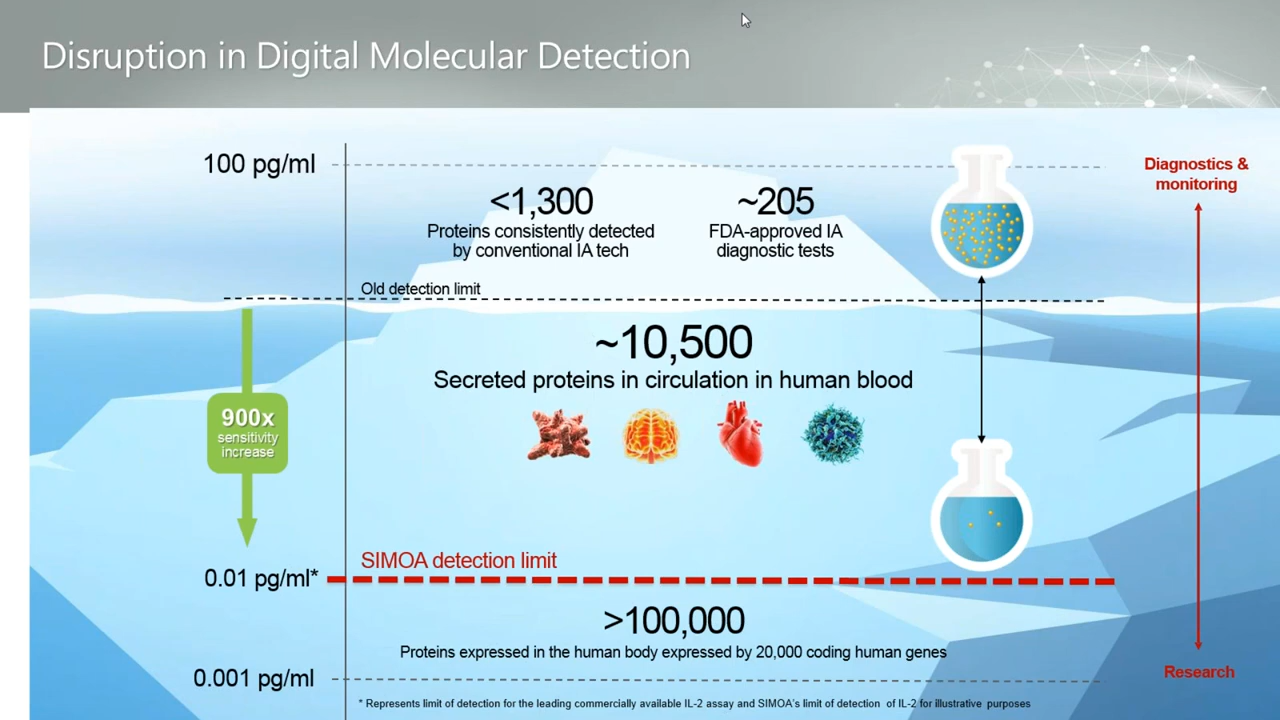 Disruption in Digital Molecular Detection
100 pg/ml
<1,300
Proteins consistently detected
by conventional IA tech
~205
FDA-approved IA
diagnostic tests
Diagnostics &
monitoring
Old detection limit
~10,500
Secreted proteins in circulation in human blood
900x
sensitivity
increase
SIMOA detection limit
0.01 pg/ml*
>100,000
Proteins expressed in the human body expressed by 20,000 coding human genes
0.001 pg/ml
Research
* Represents limit of detection for the leading commercially available IL-2 assay and SIMOA's limit of detection of IL-2 for illustrative purposes